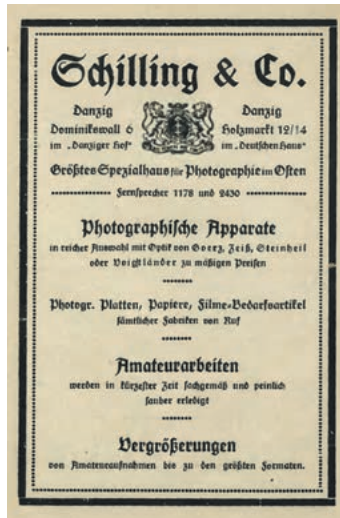 Schilling & Co.
Danzig
Dominikswall 6
im „Danziger Hof"
Danzig
Holzmarkt 12/14
im „Deutschen Haus"
Größtes Spezialhaus für Photographie im Osten
Fernsprecher 1178 und 2430
Photographische Apparate
in reicher Auswahl mit Optik von Goerz, Zeiß, Steinheil
oder Voigtländer zu mäßigen Preisen
Photogr. Platten, Papiere, Films-Bedarfsartikel
sämtlicher Fabriken von Ruf
Amateurarbeiten
werden in kürzester Zeit sachgemäß und peinlich
sauber erledigt
Vergrößerungen
von Amateuraufnahmen bis zu den größten Formaten.